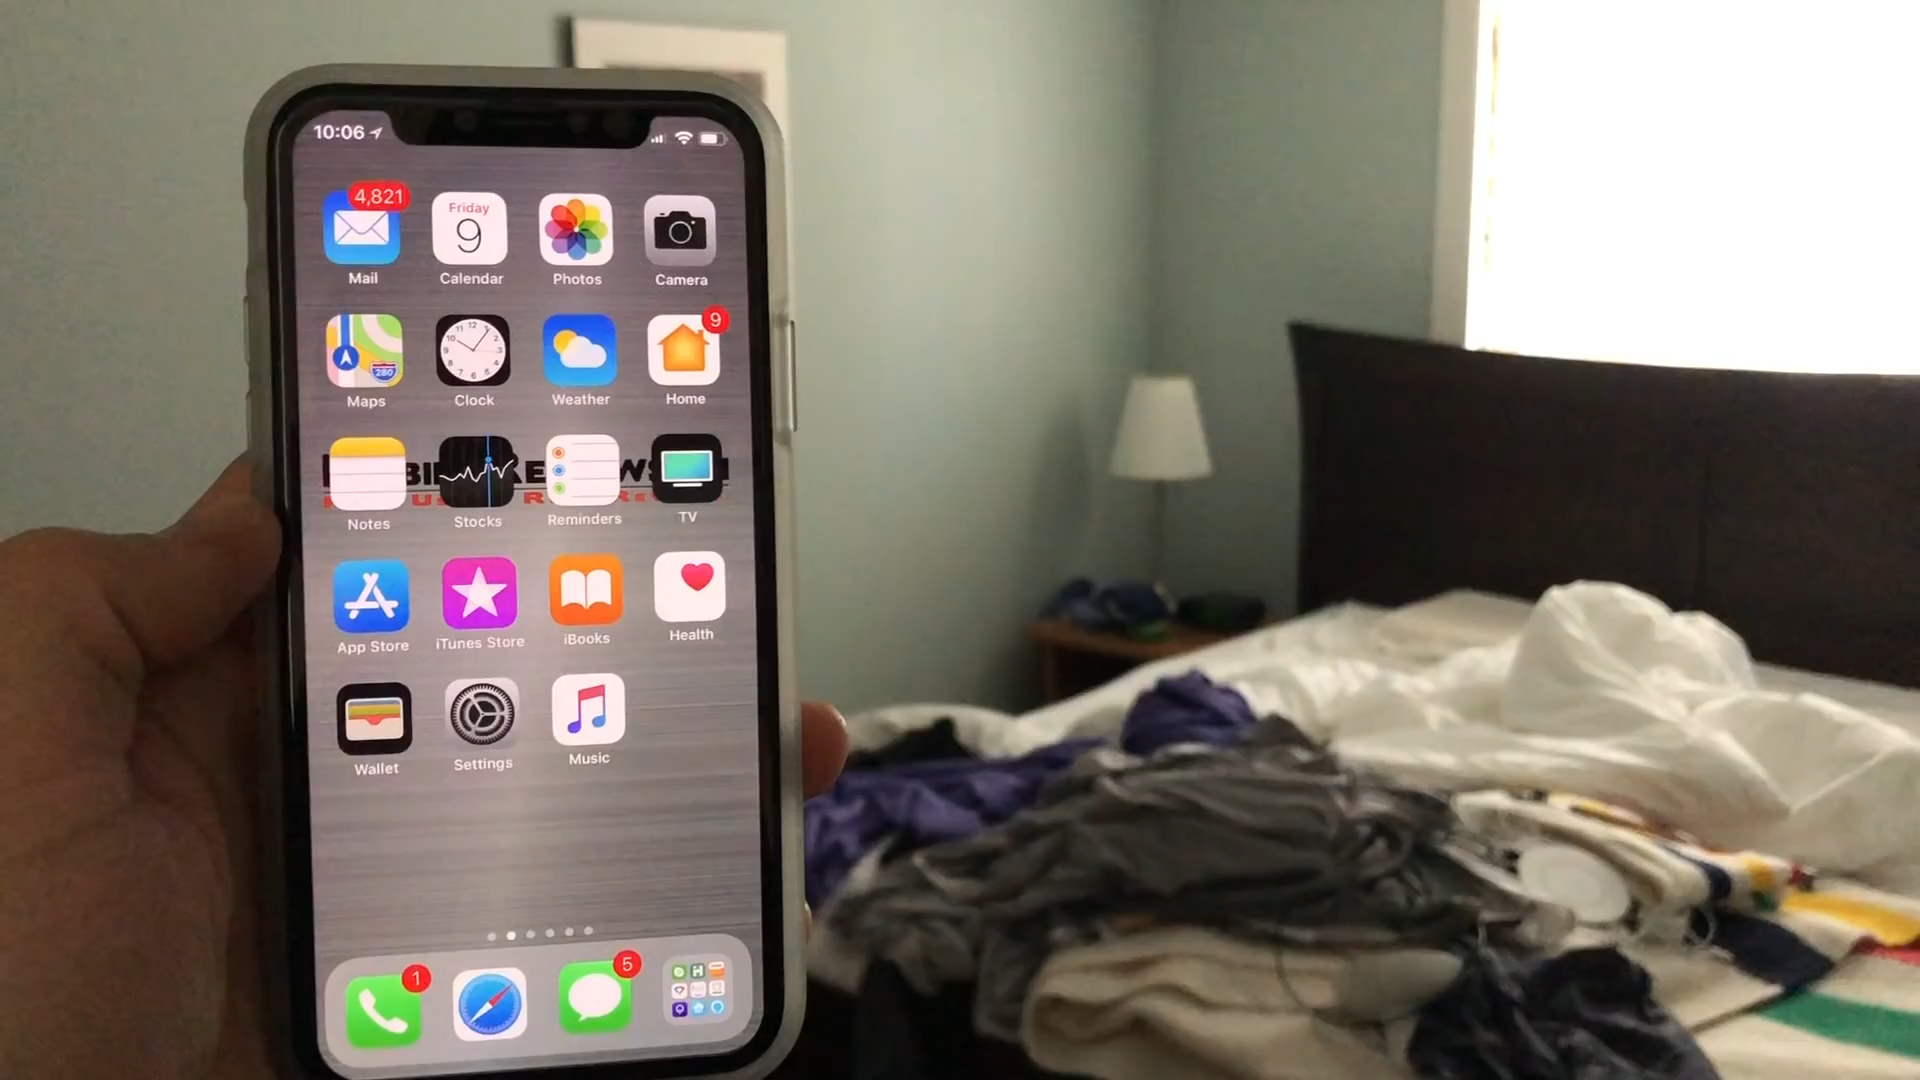 10:06
4,821
Friday
9
Mail
Calendar
Photos
Camera
9
280
Maps
Clock
Weather
Home
Notes
Stocks
Reminders
TV
App Store
iTunes Store
iBooks
Health
Wallet
Settings
Music
1
5